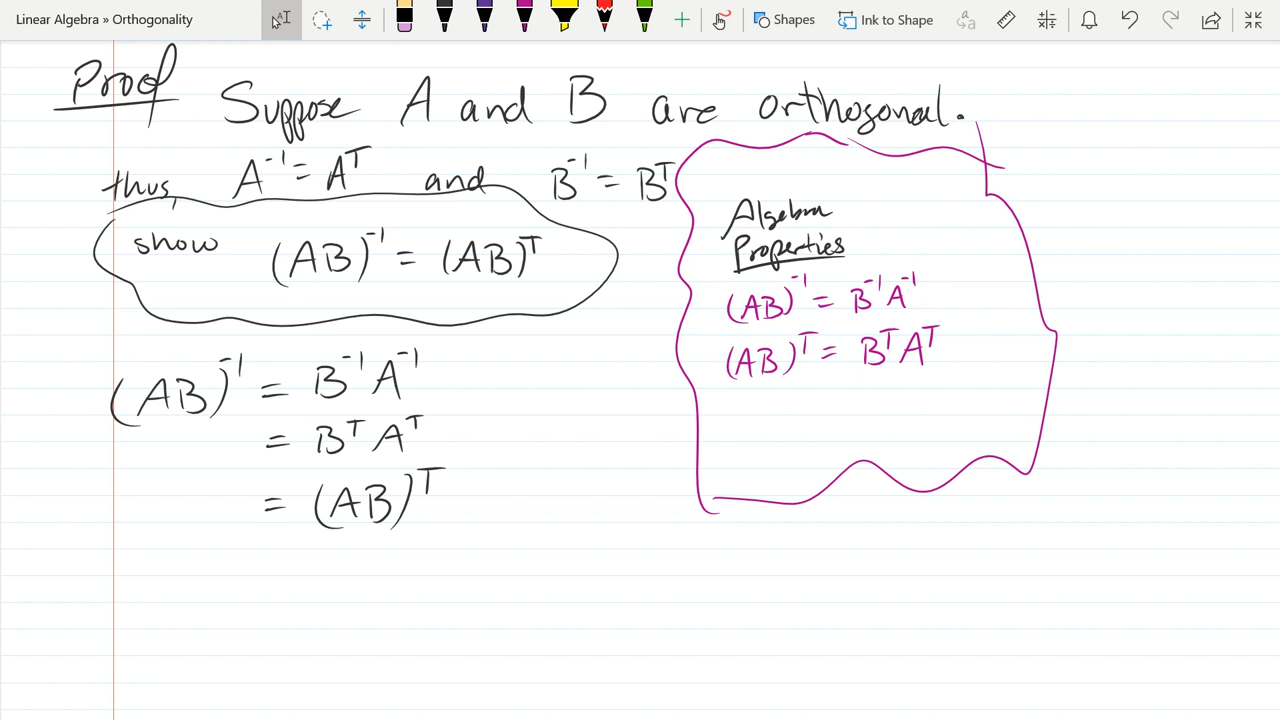 Linear Algebra » Orthogonality
Shapes
Ink to Shape
Proof Suppose A and B are orthogonal.
thus, A⁻¹ = Aᵀ and B⁻¹ = Bᵀ
show (AB)⁻¹ = (AB)ᵀ
(AB)⁻¹ = B⁻¹A⁻¹
= BᵀAᵀ
= (AB)ᵀ
Algebra
Properties
(AB)⁻¹ = B⁻¹A⁻¹
(AB)ᵀ = BᵀAᵀ